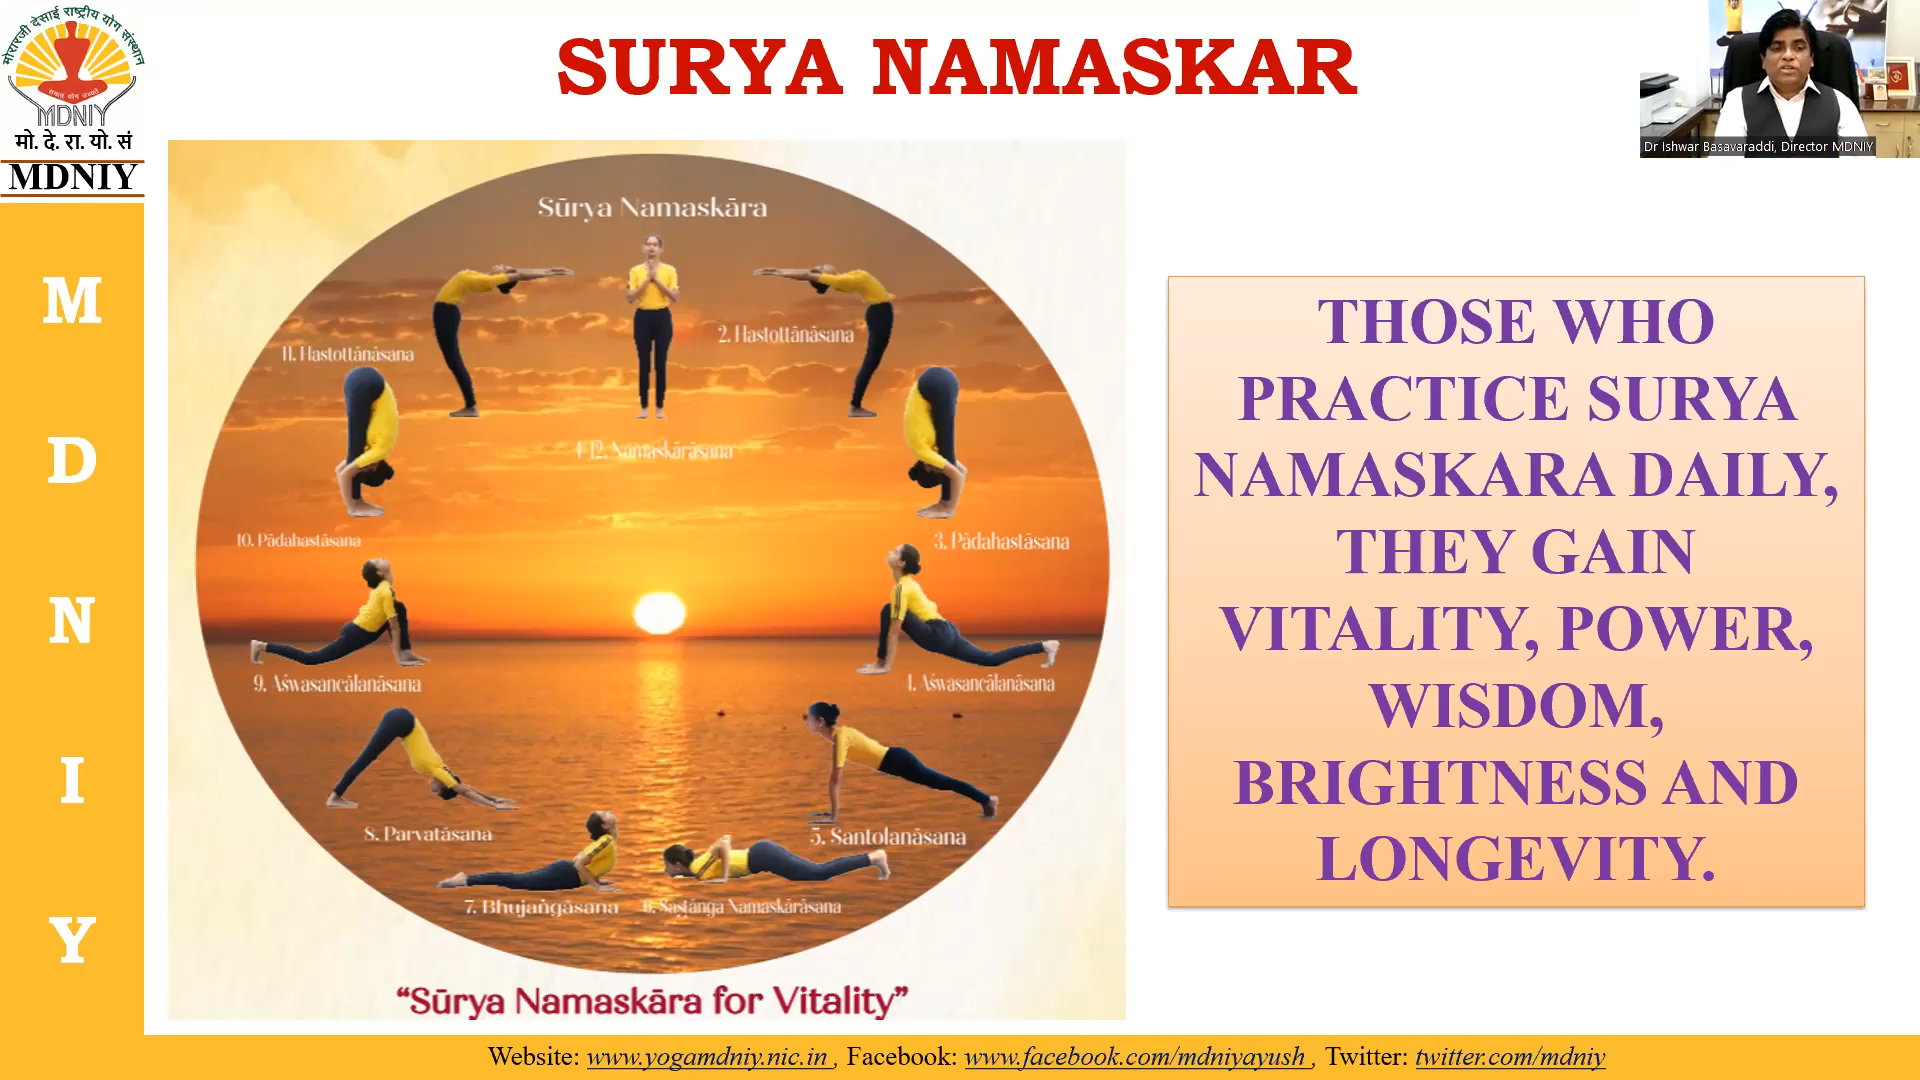 मोरारजी देसाई राष्ट्रीय योग संस्थान
MDNIY
मो. दे. रा. यो. सं
MDNIY
M
D
N
I
Y
SURYA NAMASKAR
Dr Ishwar Basavaraddi, Director MDNIY
Sūrya Namaskāra
2. Hastottānāsana
11. Hastottānāsana
1-12. Namaskārāsana
10. Pādahastāsana
3. Pādahastāsana
9. Aśwasancālanāsana
4. Aśwasancālanāsana
8. Parvatāsana
5. Santolanāsana
7. Bhujaṅgāsana
6. Sasṭānga Namaskārāsana
“Sūrya Namaskāra for Vitality”
THOSE WHO
PRACTICE SURYA
NAMASKARA DAILY,
THEY GAIN
VITALITY, POWER,
WISDOM,
BRIGHTNESS AND
LONGEVITY.
Website: www.yogamdniy.nic.in , Facebook: www.facebook.com/mdniyayush , Twitter: twitter.com/mdniy